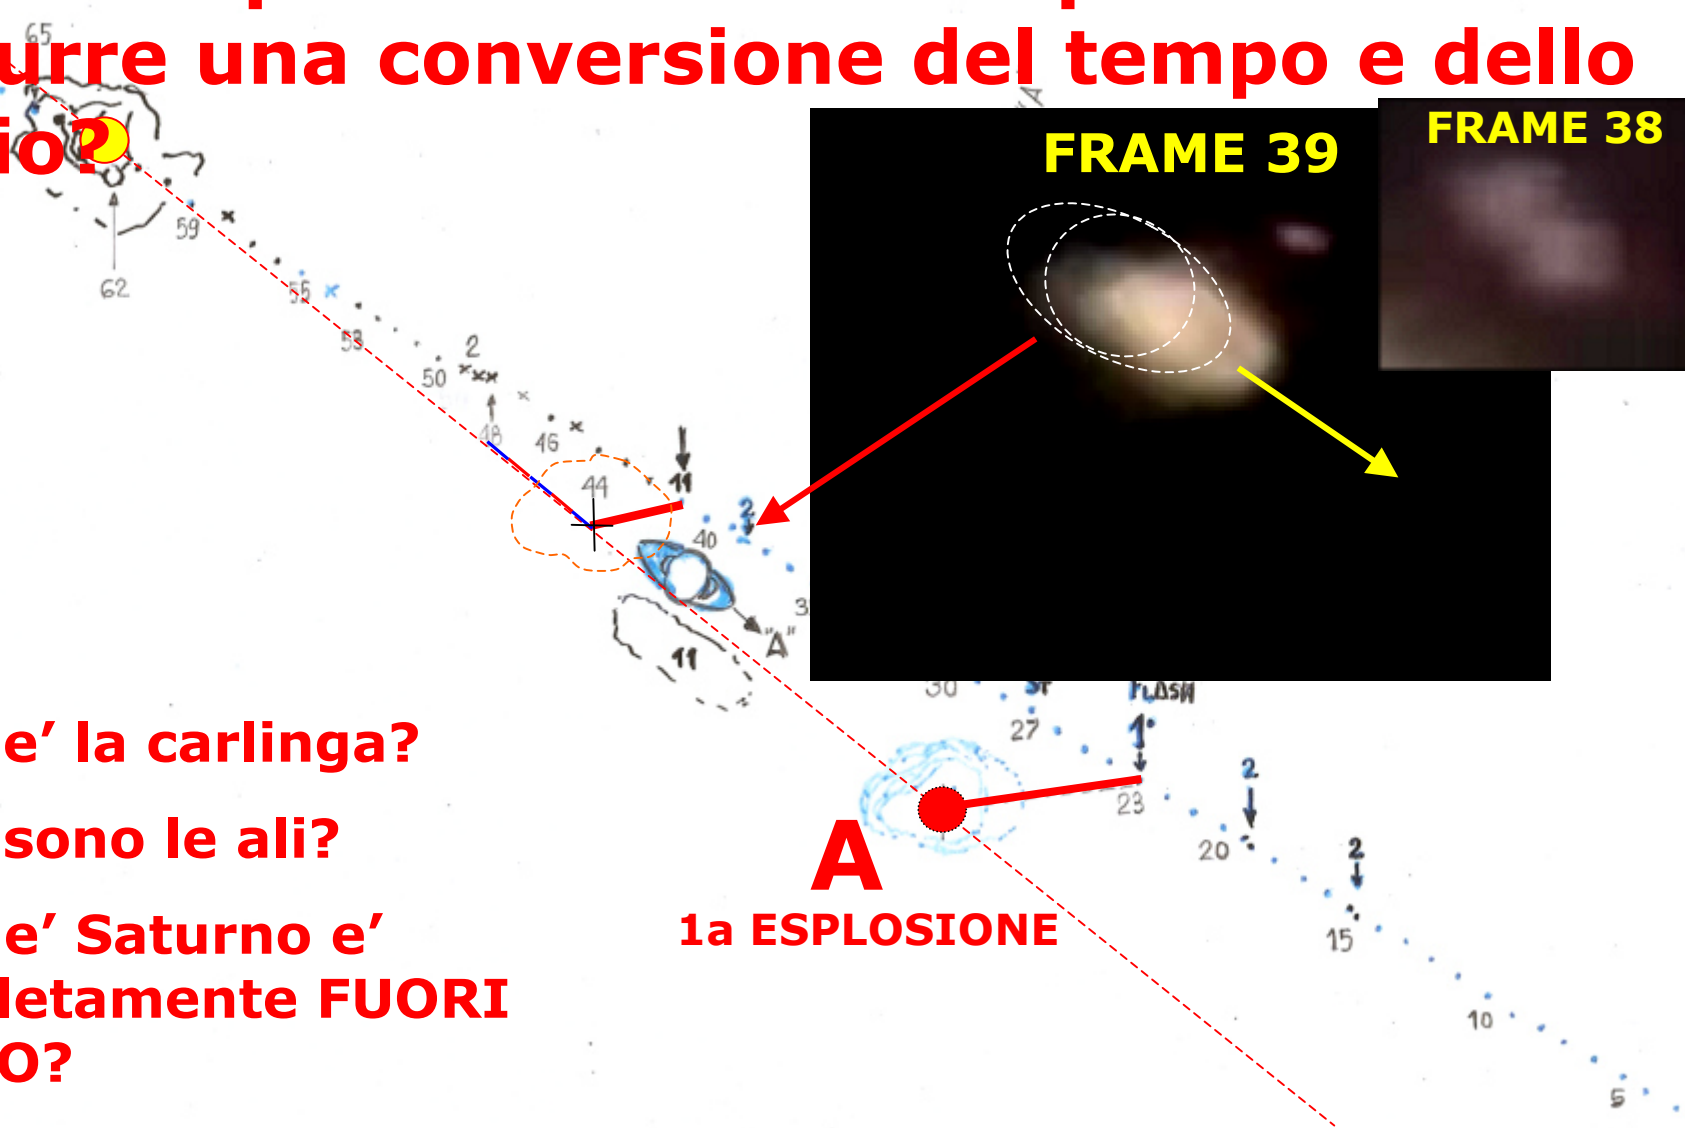 urre una conversione del tempo e dello
io?
65
"A
FRAME 39
FRAME 38
59
62
55
53
2
50
48
46
44
11
2
40
3
"A"
11
30
27
FLASH
1°
23
2
20
2
15
10
5
A
1a ESPLOSIONE
e’ la carlinga?
sono le ali?
e’ Saturno e’
letamente FUORI
O?